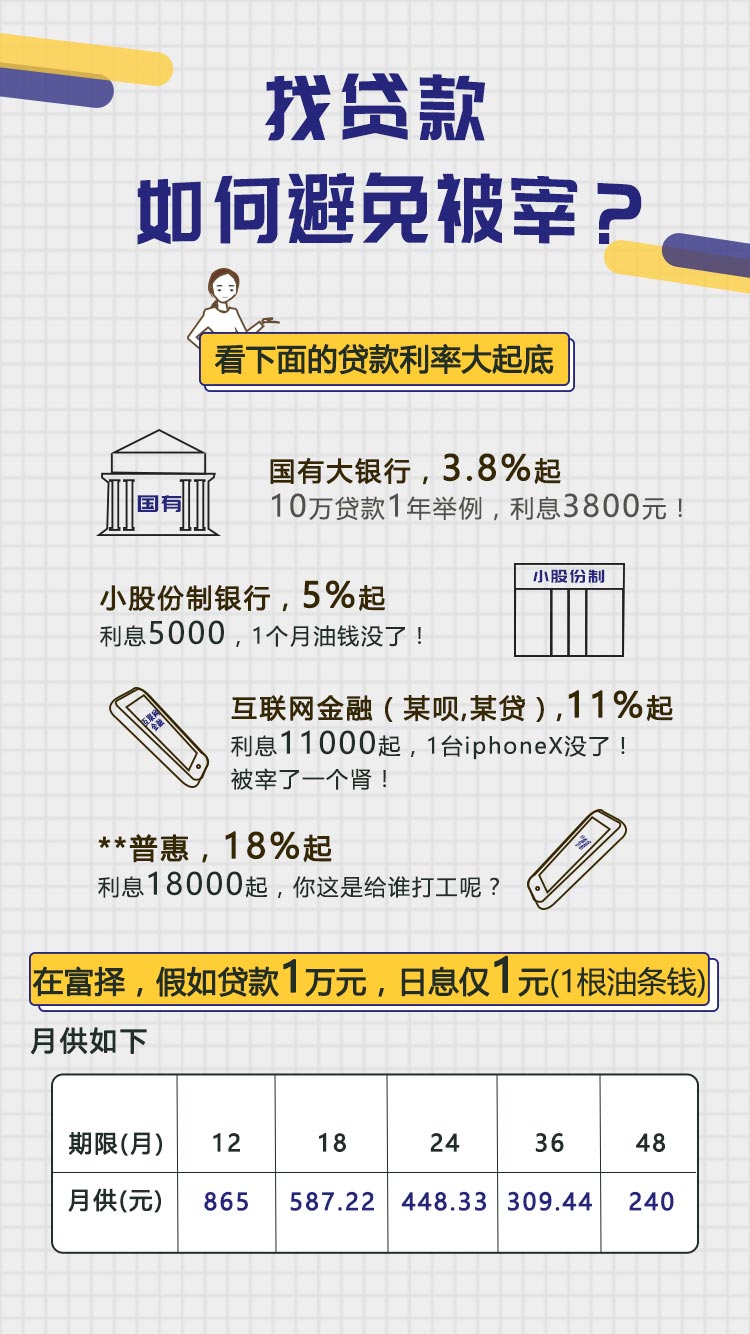 找贷款
如何避免被宰?
看下面的贷款利率大起底
国有
国有大银行，3.8%起
10万贷款1年举例，利息3800元！
小股份制银行，5%起
利息5000，1个月油钱没了！
小股份制
互联网
金融
互联网金融（某呗,某贷）,11%起
利息11000起，1台iphoneX没了！
被宰了一个肾！
**普惠，18%起
利息18000起，你这是给谁打工呢？
在富择，假如贷款1万元，日息仅1元(1根油条钱)
月供如下
期限(月) 12 18 24 36 48
月供(元) 865 587.22 448.33 309.44 240